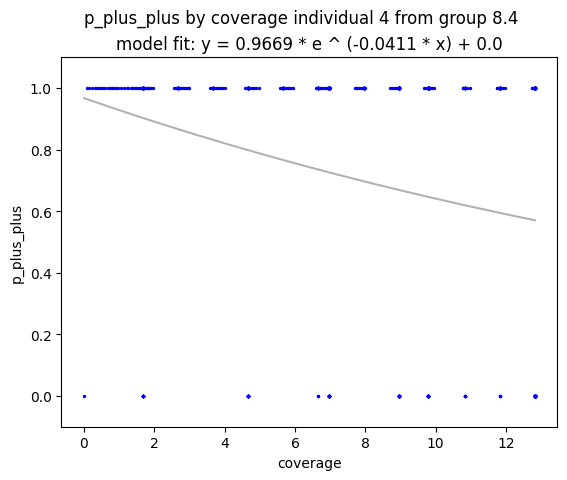 p_plus_plus by coverage individual 4 from group 8.4
model fit: y = 0.9669 * e ^ (-0.0411 * x) + 0.0
1.0
0.8
0.6
0.4
0.2
0.0
p_plus_plus
0 2 4 6 8 10 12
coverage